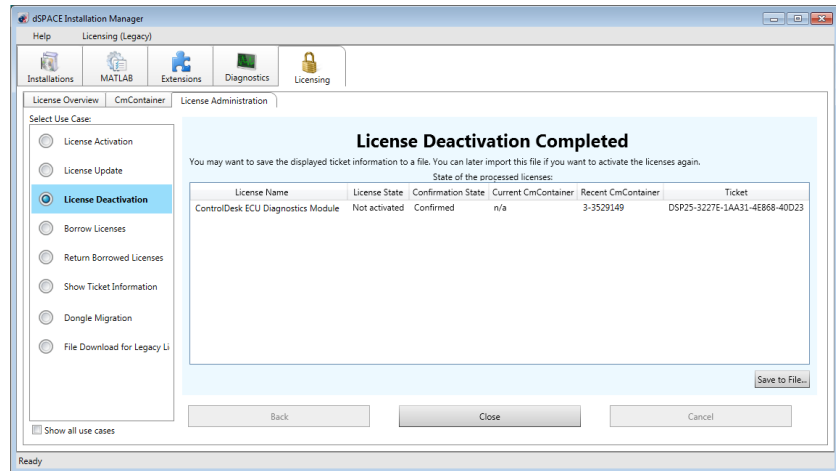 dSPACE Installation Manager
Help Licensing (Legacy)
Installations MATLAB Extensions Diagnostics Licensing
License Overview CmContainer License Administration
Select Use Case:
License Activation
License Update
License Deactivation
Borrow Licenses
Return Borrowed Licenses
Show Ticket Information
Dongle Migration
File Download for Legacy Li
Show all use cases
License Deactivation Completed
You may want to save the displayed ticket information to a file. You can later import this file if you want to activate the licenses again.
State of the processed licenses:
License Name License State Confirmation State Current CmContainer Recent CmContainer Ticket
ControlDesk ECU Diagnostics Module Not activated Confirmed n/a 3-3529149 DSP25-3227E-1AA31-4E868-40D23
Save to File...
Back Close Cancel
Ready